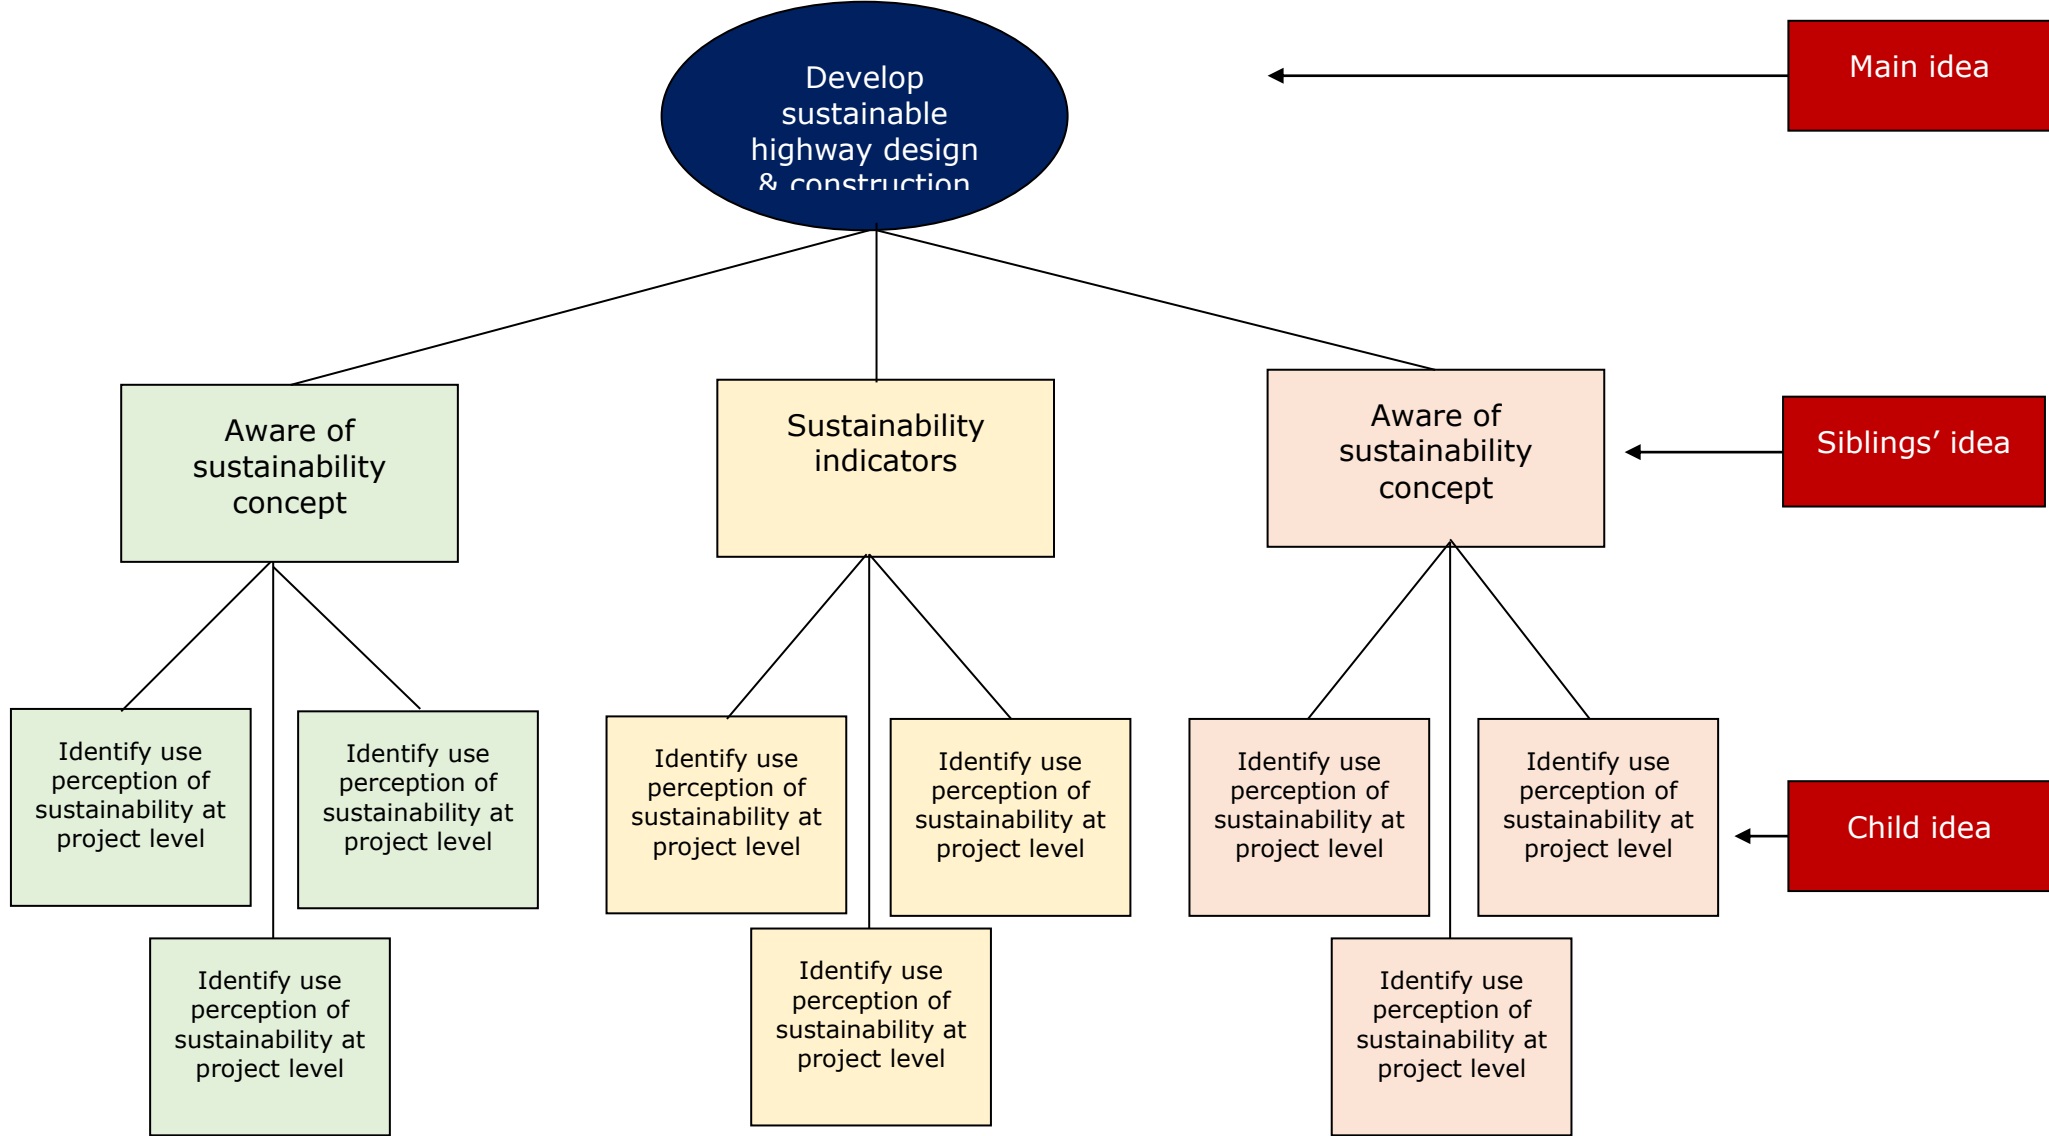 Develop
sustainable
highway design
& construction
Main idea
Aware of
sustainability
concept
Sustainability
indicators
Aware of
sustainability
concept
Siblings’ idea
Identify use
perception of
sustainability at
project level
Identify use
perception of
sustainability at
project level
Identify use
perception of
sustainability at
project level
Identify use
perception of
sustainability at
project level
Identify use
perception of
sustainability at
project level
Identify use
perception of
sustainability at
project level
Child idea
Identify use
perception of
sustainability at
project level
Identify use
perception of
sustainability at
project level
Identify use
perception of
sustainability at
project level